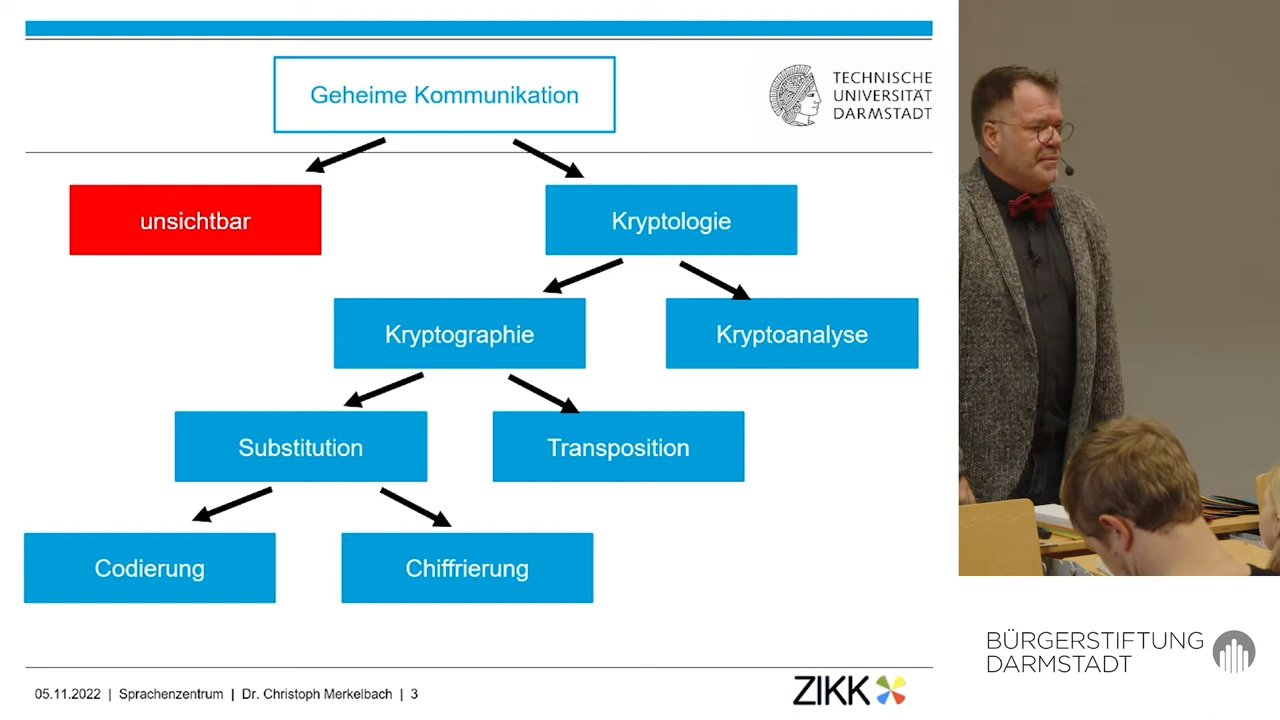 Geheime Kommunikation
TECHNISCHE
UNIVERSITÄT
DARMSTADT
unsichtbar
Kryptologie
Kryptographie
Kryptoanalyse
Substitution
Transposition
Codierung
Chiffrierung
05.11.2022 | Sprachenzentrum | Dr. Christoph Merkelbach | 3
ZIKK
BÜRGERSTIFTUNG
DARMSTADT